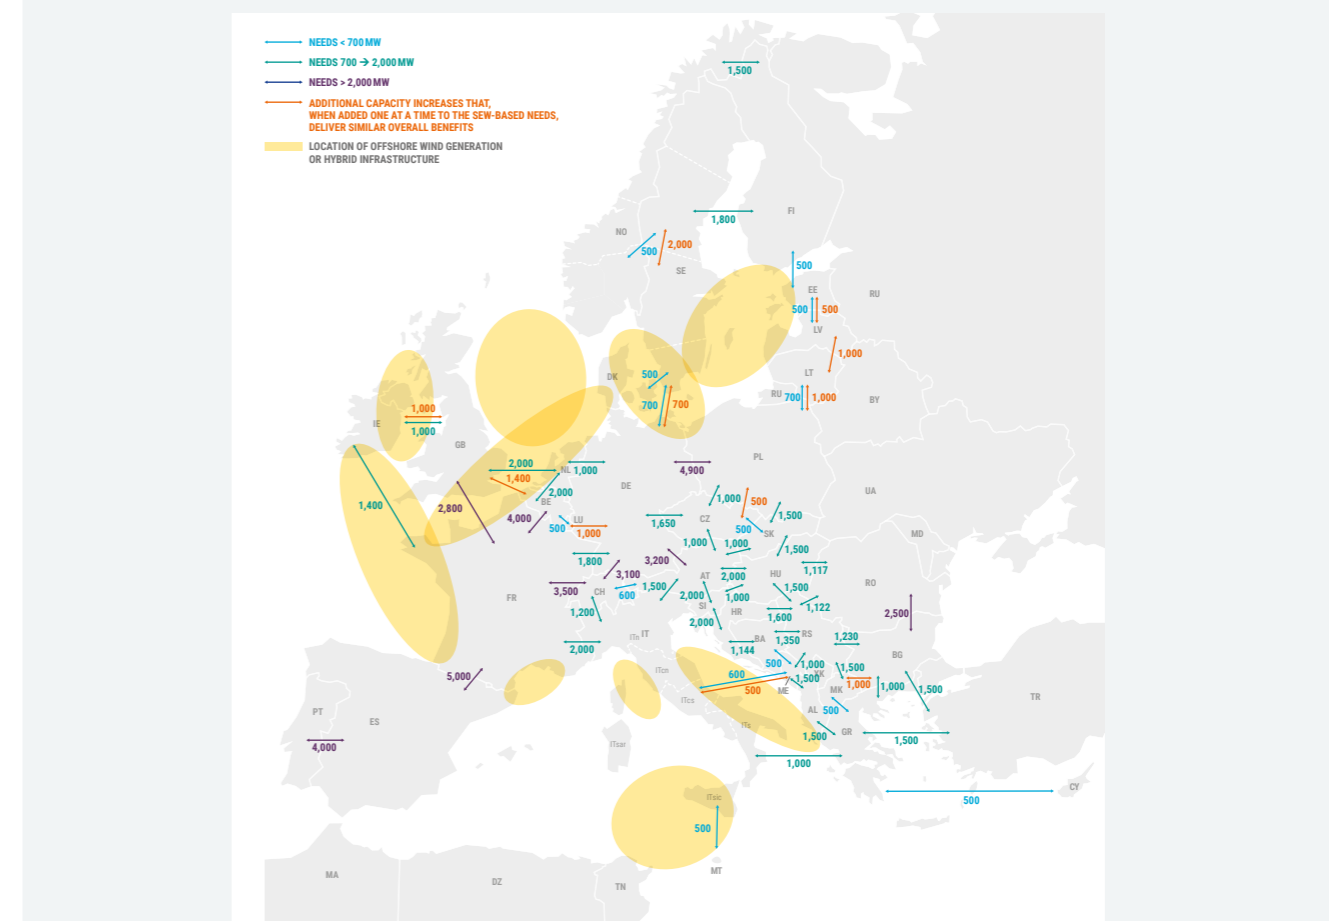 NEEDS < 700 MW
NEEDS 700 → 2,000 MW
NEEDS > 2,000 MW
ADDITIONAL CAPACITY INCREASES THAT,
WHEN ADDED ONE AT A TIME TO THE SEW-BASED NEEDS,
DELIVER SIMILAR OVERALL BENEFITS
LOCATION OF OFFSHORE WIND GENERATION
OR HYBRID INFRASTRUCTURE
1,500
1,800
FI
NO
500
2,000
SE
500
EE
RU
500
500
LV
1,000
LT
DK
500
RU
700
1,000
BY
700
700
1,000
IE
1,000
GB
PL
2,000
NL
1,000
4,900
1,400
DE
UA
2,000
BE
1,000
500
1,400
2,800
4,000
LU
500
1,000
1,650
CZ
500
SK
1,500
MD
1,000
1,000
1,500
1,800
3,200
3,100
1,117
AT
2,000
HU
RO
3,500
CH
600
1,500
2,000
1,000
1,500
FR
SI
1,122
1,200
HR
1,600
2,500
2,000
ITn
IT
BA
1,350
RS
1,230
2,000
1,144
BG
500
1,000
1,500
ITcn
5,000
600
1,500
XK
1,000
1,000
1,500
500
ME
MK
TR
ITcs
PT
ES
AL
500
ITs
1,500
GR
1,500
4,000
ITsar
1,000
CY
500
ITsic
500
MT
MA
DZ
TN